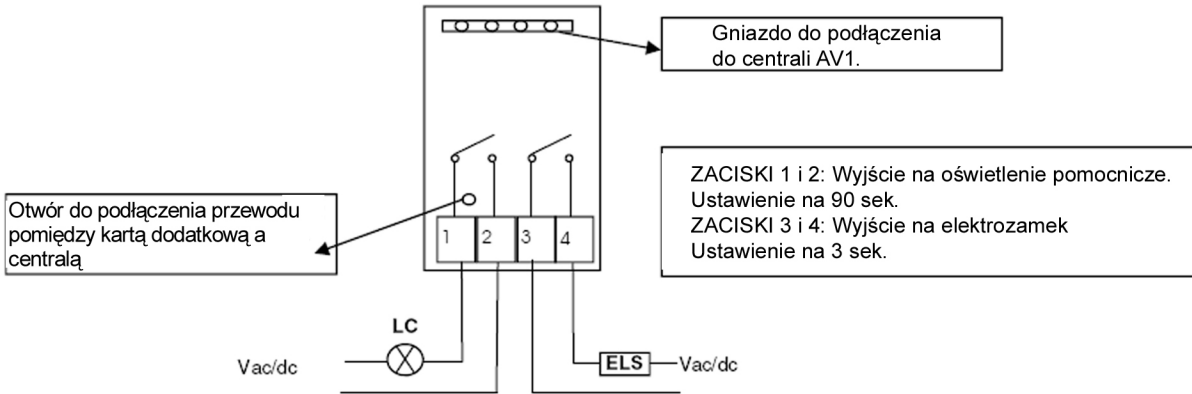 Gniazdo do podłączenia
do centrali AV1.
ZACISKI 1 i 2: Wyjście na oświetlenie pomocnicze.
Ustawienie na 90 sek.
ZACISKI 3 i 4: Wyjście na elektrozamek
Ustawienie na 3 sek.
Otwór do podłączenia przewodu
pomiędzy kartą dodatkową a
centralą
1 2 3 4
LC
Vac/dc
ELS
Vac/dc